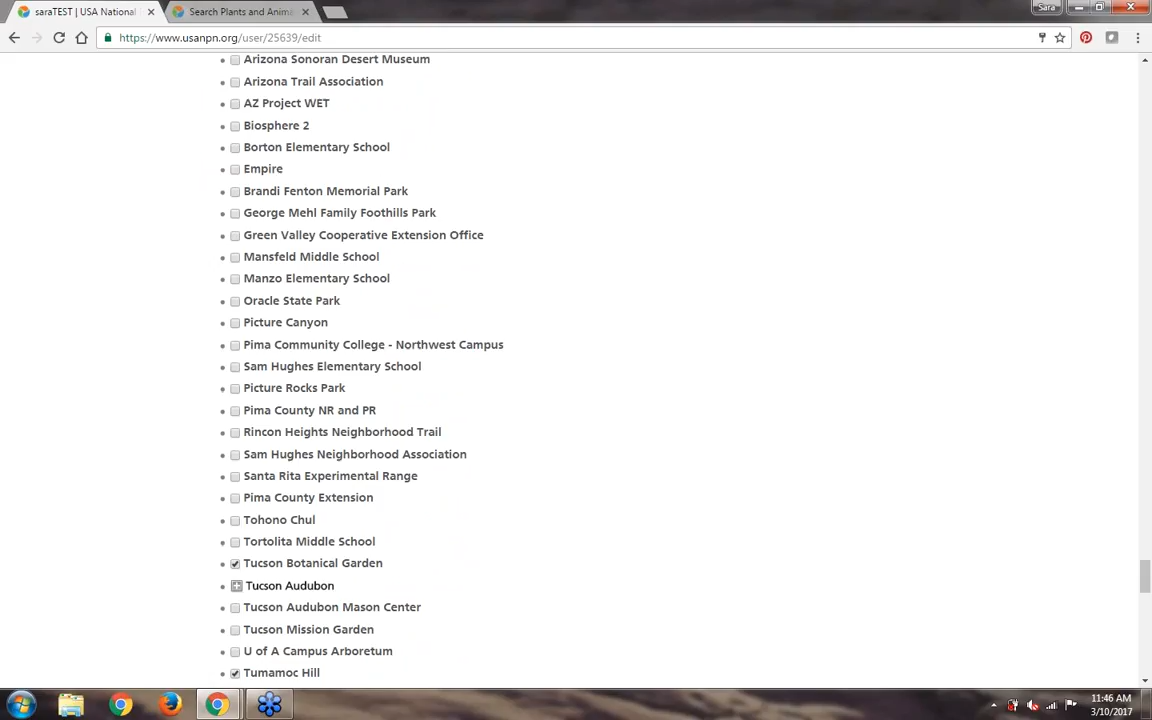 saraTEST | USA National
Search Plants and Anima
Sara
https://www.usanpn.org/user/25639/edit
Arizona Sonoran Desert Museum
Arizona Trail Association
AZ Project WET
Biosphere 2
Borton Elementary School
Empire
Brandi Fenton Memorial Park
George Mehl Family Foothills Park
Green Valley Cooperative Extension Office
Mansfeld Middle School
Manzo Elementary School
Oracle State Park
Picture Canyon
Pima Community College - Northwest Campus
Sam Hughes Elementary School
Picture Rocks Park
Pima County NR and PR
Rincon Heights Neighborhood Trail
Sam Hughes Neighborhood Association
Santa Rita Experimental Range
Pima County Extension
Tohono Chul
Tortolita Middle School
Tucson Botanical Garden
Tucson Audubon
Tucson Audubon Mason Center
Tucson Mission Garden
U of A Campus Arboretum
Tumamoc Hill
11:46 AM
3/10/2017